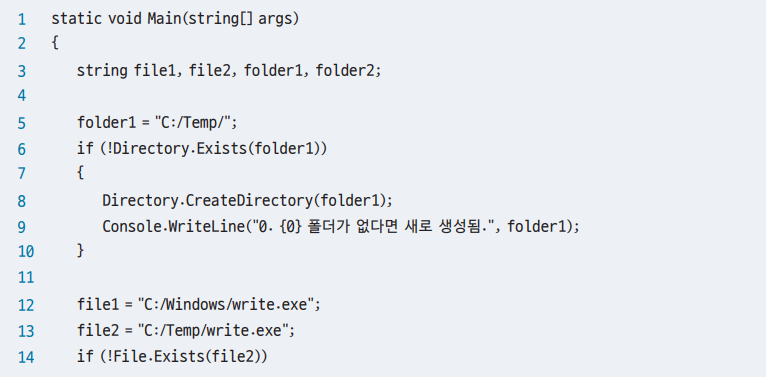 1 static void Main(string[] args)
2 {
3 string file1, file2, folder1, folder2;
4
5 folder1 = "C:/Temp/";
6 if (!Directory.Exists(folder1))
7 {
8 Directory.CreateDirectory(folder1);
9 Console.WriteLine("0. {0} 폴더가 없다면 새로 생성됨.", folder1);
10 }
11
12 file1 = "C:/Windows/write.exe";
13 file2 = "C:/Temp/write.exe";
14 if (!File.Exists(file2))